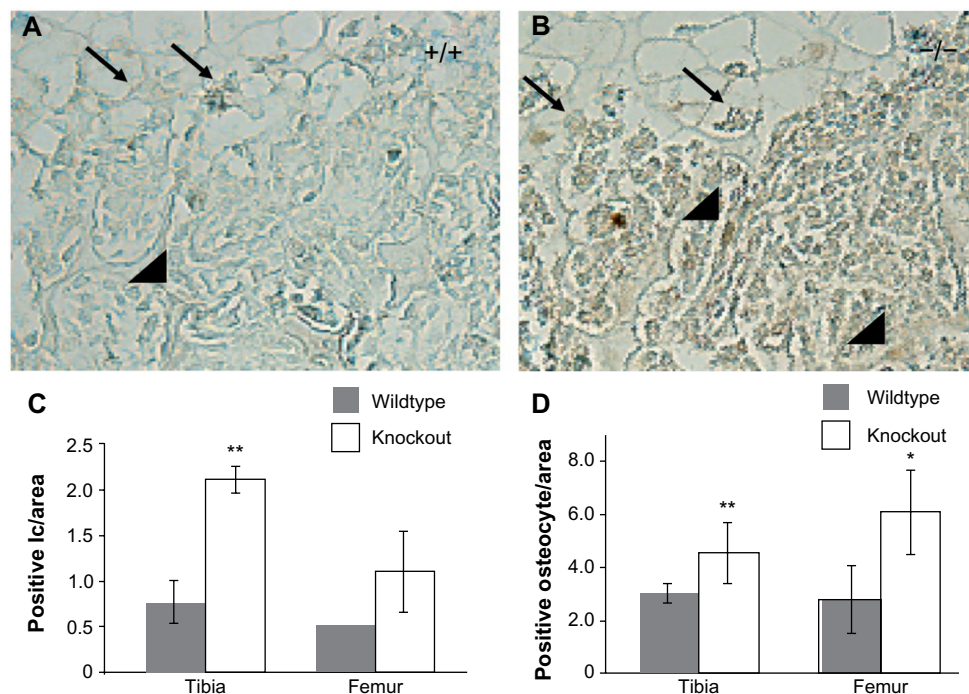 A
+/+
B
−/−
C
Wildtype
Knockout
Positive lc/area
2.5
2.0
1.5
1.0
0.5
0
**
Tibia
Femur
D
Wildtype
Knockout
Positive osteocyte/area
8.0
6.0
4.0
2.0
0.0
**
*
Tibia
Femur